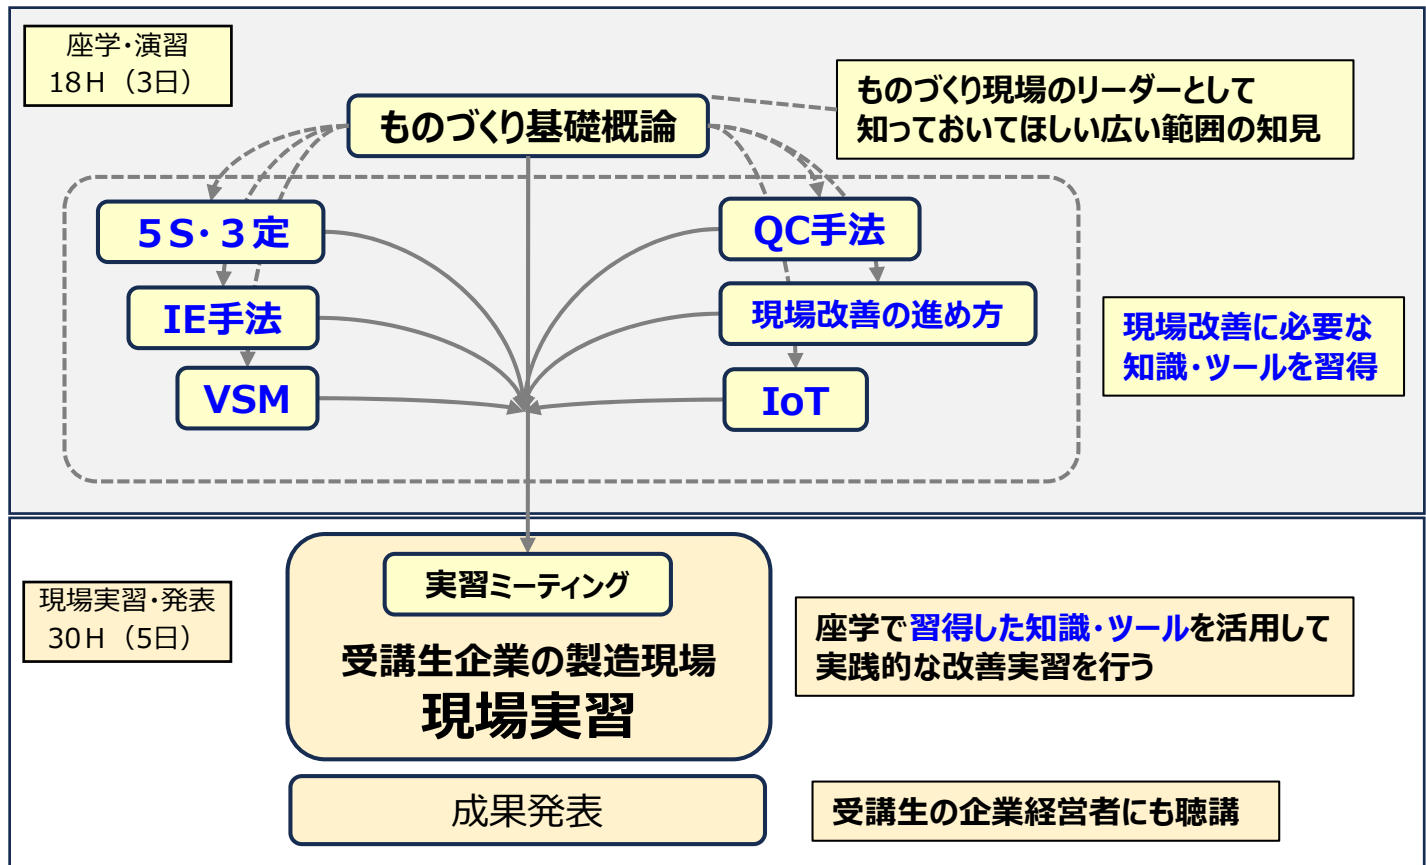 座学・演習
18H（3日）
ものづくり基礎概論
ものづくり現場のリーダーとして
知っておいてほしい広い範囲の知見
5S・3定
QC手法
IE手法
現場改善の進め方
VSM
IoT
現場改善に必要な
知識・ツールを習得
現場実習・発表
30H（5日）
実習ミーティング
受講生企業の製造現場
現場実習
座学で習得した知識・ツールを活用して
実践的な改善実習を行う
成果発表
受講生の企業経営者にも聴講